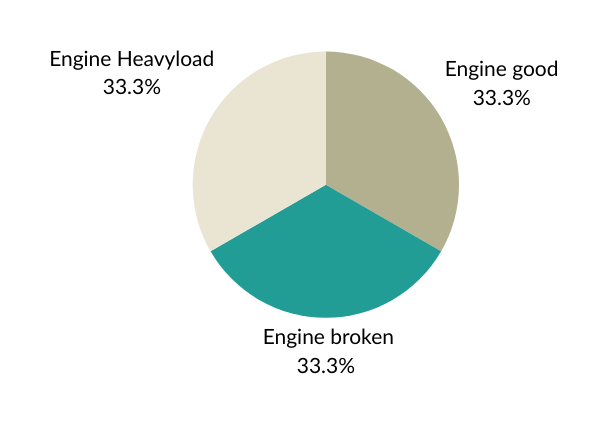 Engine Heavyload
33.3%
Engine good
33.3%
Engine broken
33.3%